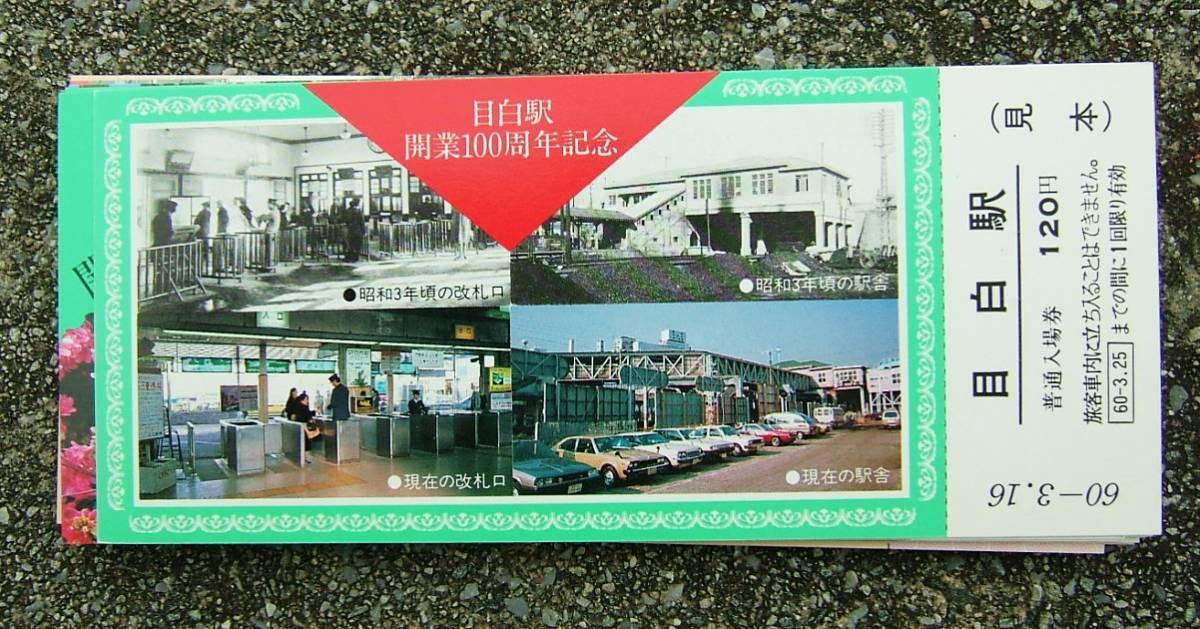 目白駅
開業100周年記念
●昭和3年頃の改札口
●昭和3年頃の駅舎
●現在の改札口
●現在の駅舎
（見本）
目白駅
普通入場券 120円
旅客車内に立ち入ることはできません。
60-3.25 までの間に1回限り有効
60-3.16